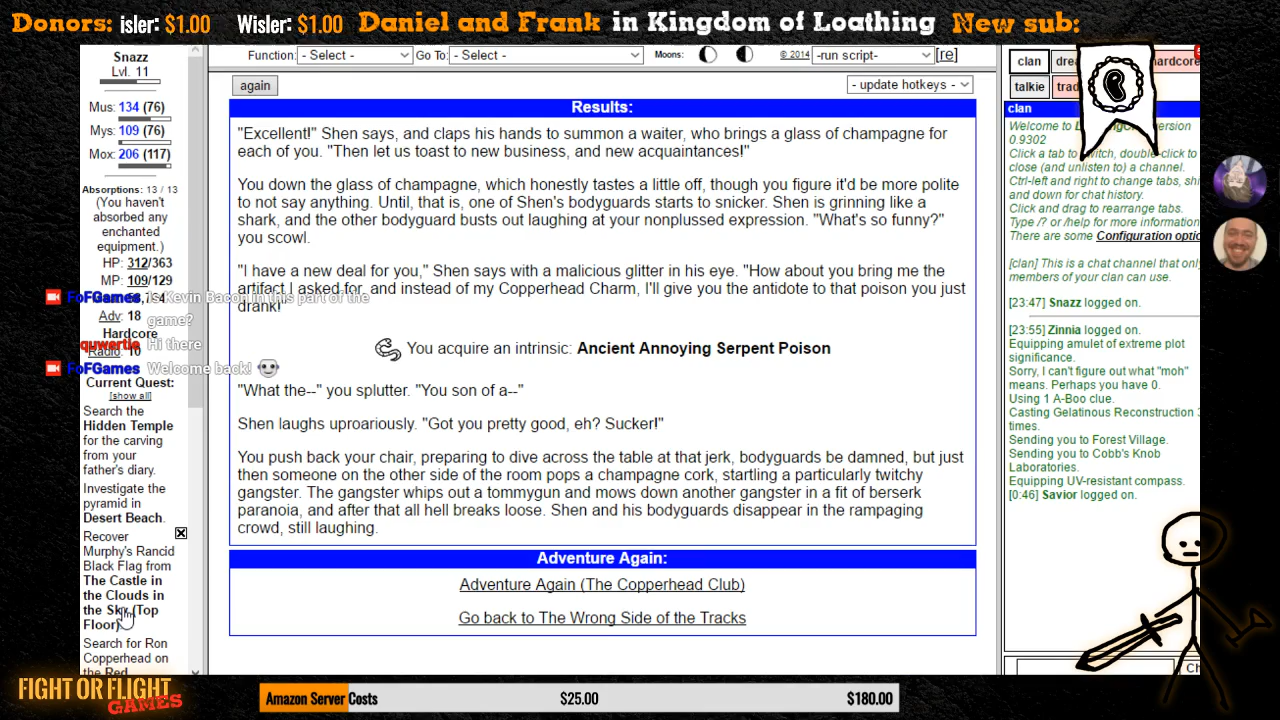 Donors: isler: $1.00 Wisler: $1.00 Daniel and Frank in Kingdom of Loathing New sub:
Snazz
Lvl. 11
Mus: 134 (76)
Mys: 109 (76)
Mox: 206 (117)
Absorptions: 13 / 13
(You haven't
absorbed any
enchanted
equipment.)
HP: 312/363
MP: 109/129
Adv: 18
Hardcore
Radio: 10
Current Quest:
[show all]
Search the
Hidden Temple
for the carving
from your
father's diary.
Investigate the
pyramid in
Desert Beach.
Recover
Murphy's Rancid
Black Flag from
The Castle in
the Clouds in
the Sky (Top
Floor)
Search for Ron
Copperhead on
the Red
FoFGames Is Kevin Bacon in this part of the
game?
quwertle Hi there
FoFGames Welcome back!
Function: - Select - Go To: - Select - Moons: © 2014 -run script- [re]
again
- update hotkeys -
Results:
"Excellent!" Shen says, and claps his hands to summon a waiter, who brings a glass of champagne for
each of you. "Then let us toast to new business, and new acquaintances!"
You down the glass of champagne, which honestly tastes a little off, though you figure it'd be more polite
to not say anything. Until, that is, one of Shen's bodyguards starts to snicker. Shen is grinning like a
shark, and the other bodyguard busts out laughing at your nonplussed expression. "What's so funny?"
you scowl.
"I have a new deal for you," Shen says with a malicious glitter in his eye. "How about you bring me the
artifact I asked for, and instead of my Copperhead Charm, I'll give you the antidote to that poison you just
drank!"
You acquire an intrinsic: Ancient Annoying Serpent Poison
"What the--" you splutter. "You son of a--"
Shen laughs uproariously. "Got you pretty good, eh? Sucker!"
You push back your chair, preparing to dive across the table at that jerk, bodyguards be damned, but just
then someone on the other side of the room pops a champagne cork, startling a particularly twitchy
gangster. The gangster whips out a tommygun and mows down another gangster in a fit of berserk
paranoia, and after that all hell breaks loose. Shen and his bodyguards disappear in the rampaging
crowd, still laughing.
Adventure Again:
Adventure Again (The Copperhead Club)
Go back to The Wrong Side of the Tracks
clan
talkie
clan
Welcome to
0.9302
Click a tab to switch, double-click to
close (and unlisten to) a channel.
Ctrl-left and right to change tabs,
and down for chat history.
Click and drag to rearrange tabs.
Type /? or /help for more information
There are some Configuration
[clan] This is a chat channel that only
members of your clan can use.
[23:47] Snazz logged on.
[23:55] Zinnia logged on.
Equipping amulet of extreme plot
significance.
Sorry, I can't figure out what "moh"
means. Perhaps you have 0.
Using 1 A-Boo clue.
Casting Gelatinous Reconstruction
times.
Sending you to Forest Village.
Sending you to Cobb's Knob
Laboratories.
Equipping UV-resistant compass.
[0:46] Savior logged on.
FIGHT OR FLIGHT
GAMES
Amazon Server Costs $25.00 $180.00